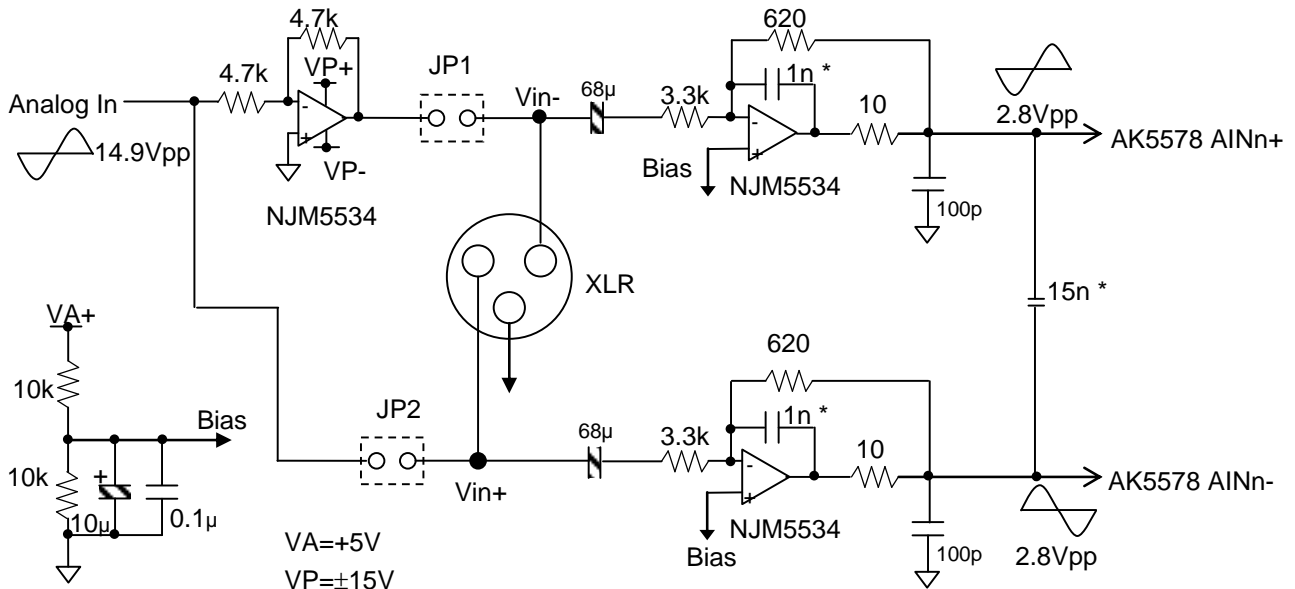 4.7k
620
VP+
JP1
1n *
4.7k
Vin-
68µ
3.3k
10
2.8Vpp
Analog In
-
+
-
+
AK5578 AINn+
14.9Vpp
VP-
Bias
NJM5534
NJM5534
100p
XLR
15n *
VA+
620
10k
JP2
1n *
Bias
68µ
3.3k
10
10k
+
-
+
AK5578 AINn-
Vin+
10µ
0.1µ
NJM5534
Bias
100p
2.8Vpp
VA=+5V
VP=±15V